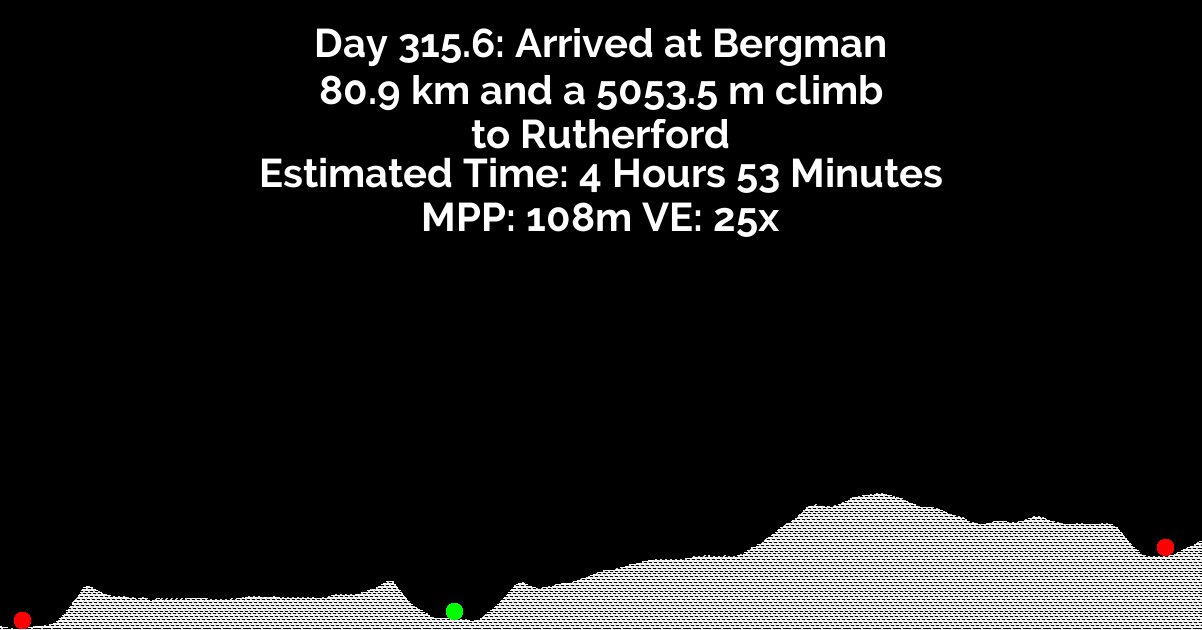 Day 315.6: Arrived at Bergman
80.9 km and a 5053.5 m climb
to Rutherford
Estimated Time: 4 Hours 53 Minutes
MPP: 108m VE: 25x